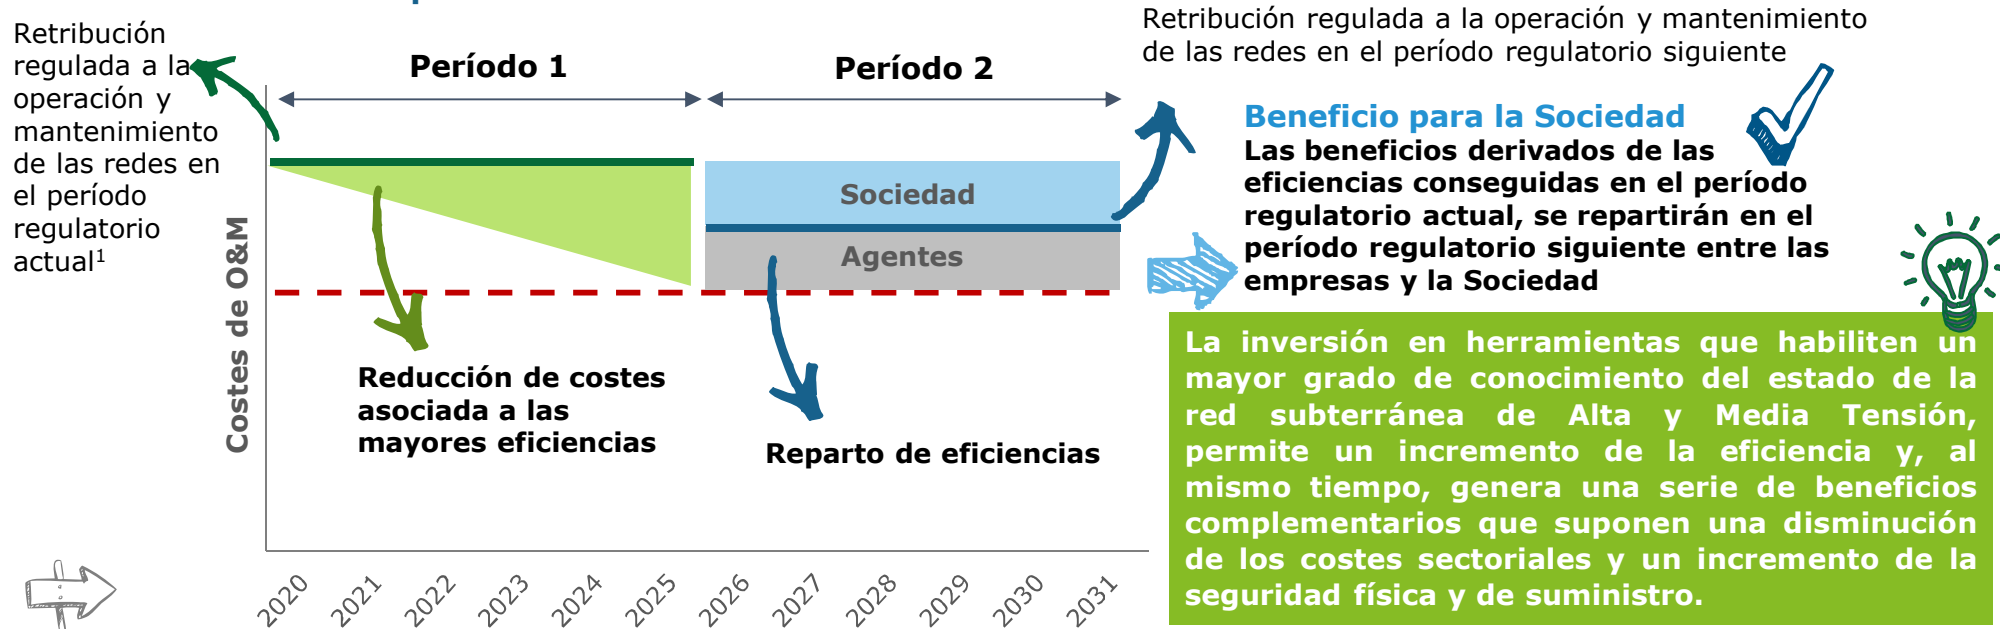 Retribución
regulada a la
operación y
mantenimiento
de las redes en
el período
regulatorio
actual¹
Período 1
Período 2
Retribución regulada a la operación y mantenimiento
de las redes en el período regulatorio siguiente
Beneficio para la Sociedad
Las beneficios derivados de las
eficiencias conseguidas en el período
regulatorio actual, se repartirán en el
período regulatorio siguiente entre las
empresas y la Sociedad
Sociedad
Agentes
Costes de O&M
Reducción de costes
asociada a las
mayores eficiencias
Reparto de eficiencias
La inversión en herramientas que habiliten un
mayor grado de conocimiento del estado de la
red subterránea de Alta y Media Tensión,
permite un incremento de la eficiencia y, al
mismo tiempo, genera una serie de beneficios
complementarios que suponen una disminución
de los costes sectoriales y un incremento de la
seguridad física y de suministro.
2020 2021 2022 2023 2024 2025 2026 2027 2028 2029 2030 2031